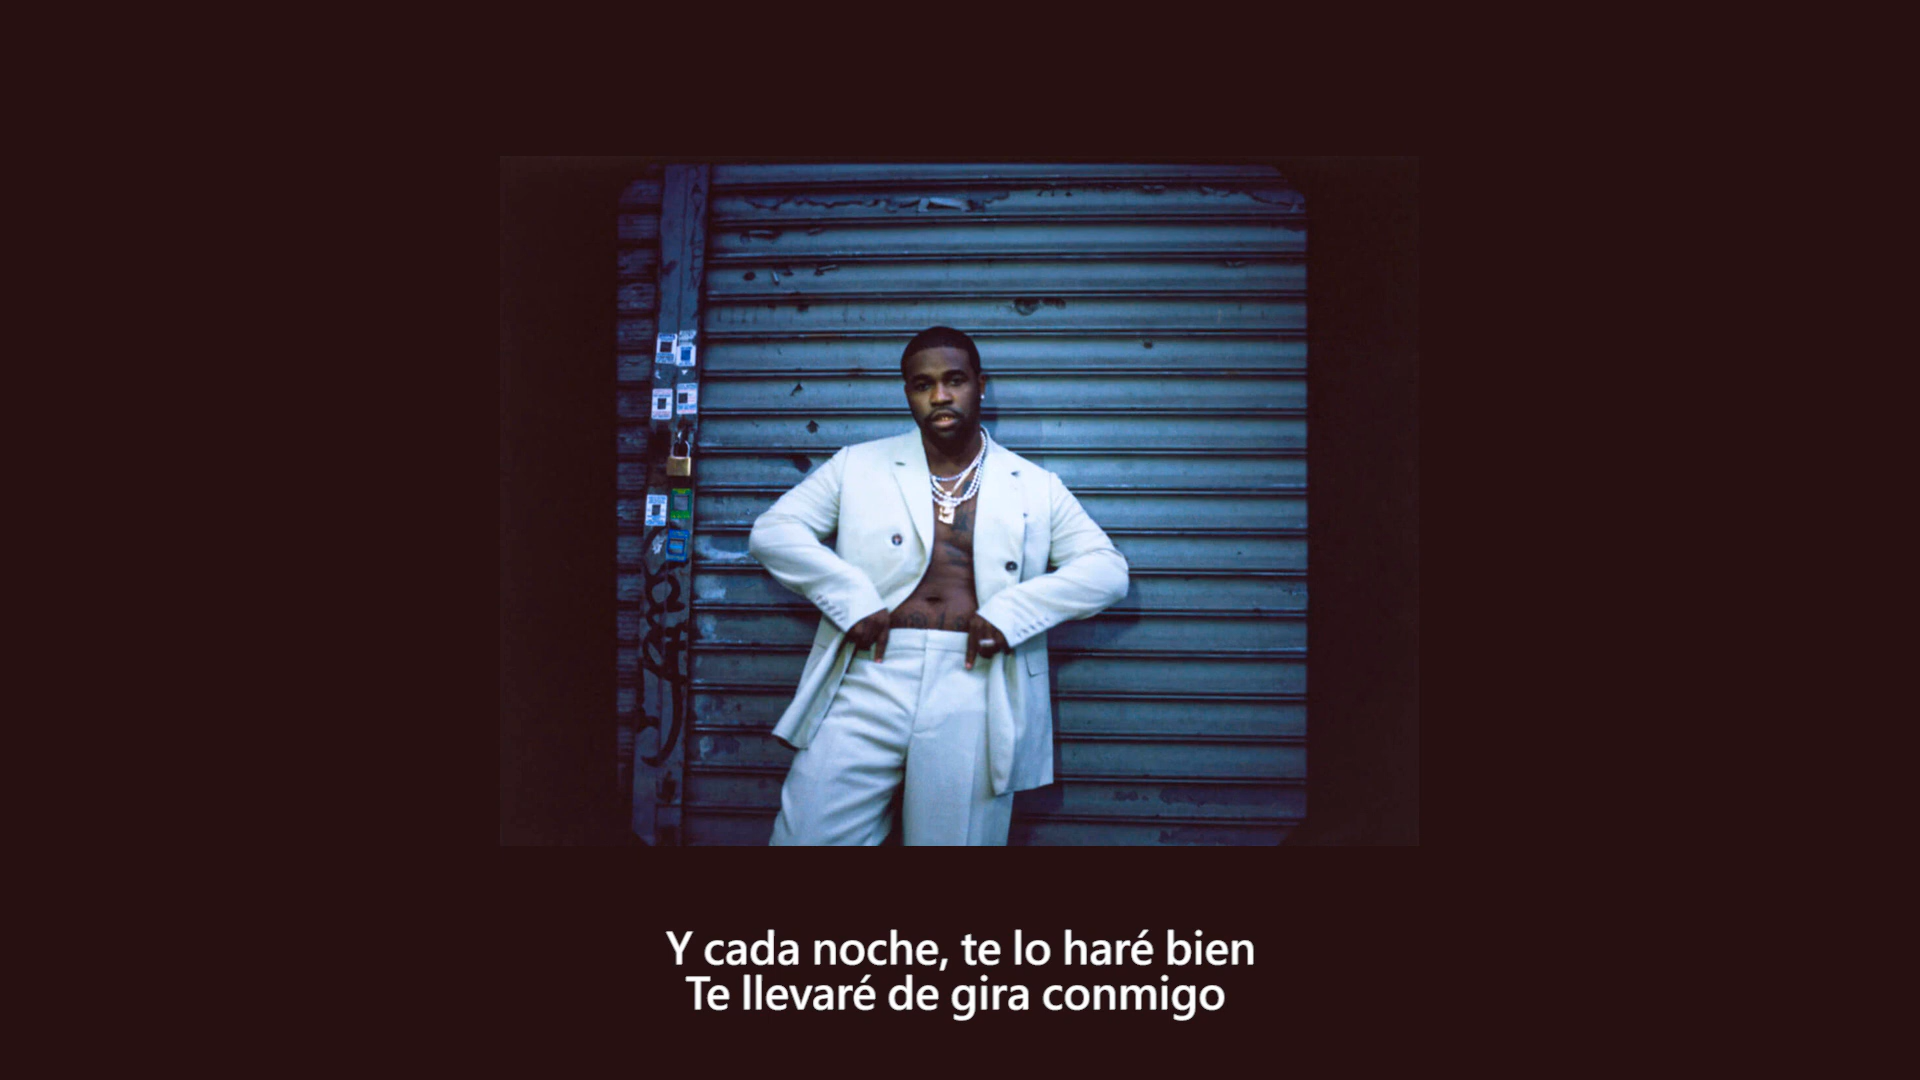 Y cada noche, te lo haré bien
Te llevaré de gira conmigo